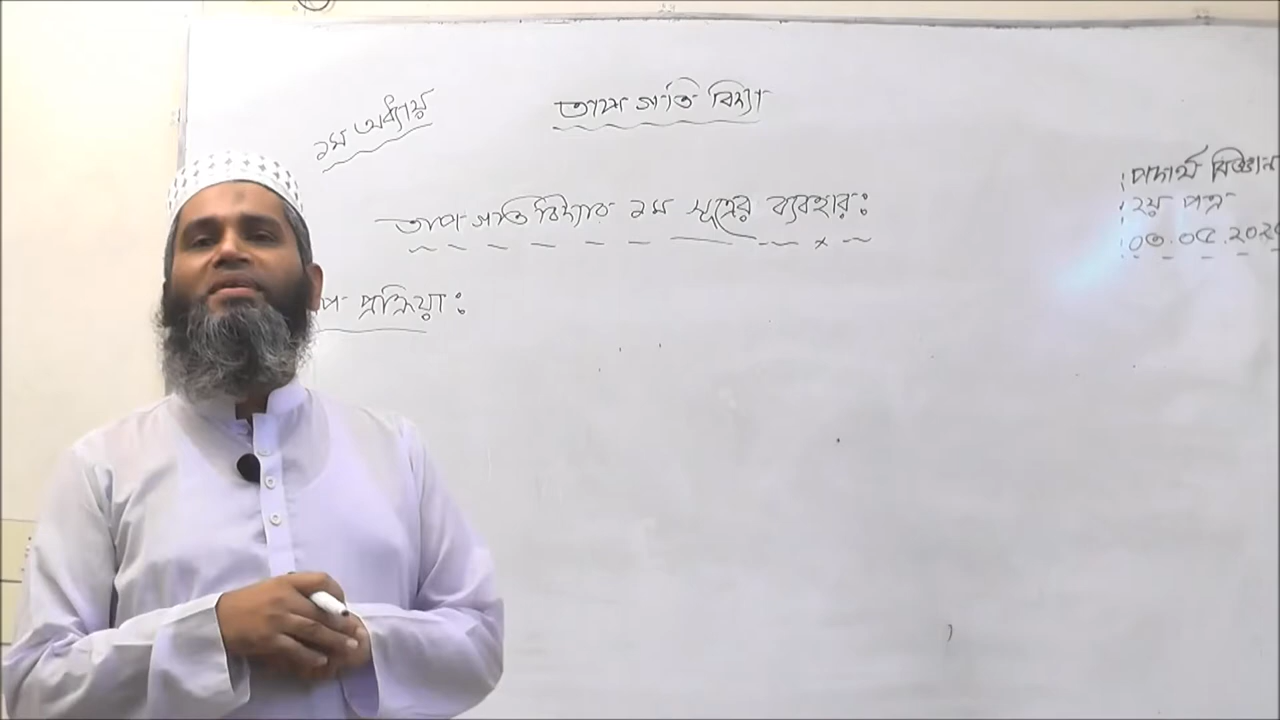 ১ম অধ্যায়
তাপ গতি বিদ্যা
তাপ গতি বিদ্যার ১ম সূত্রের ব্যবহার:
প্রক্রিয়া:
পদার্থ বিজ্ঞান
২য় পত্র